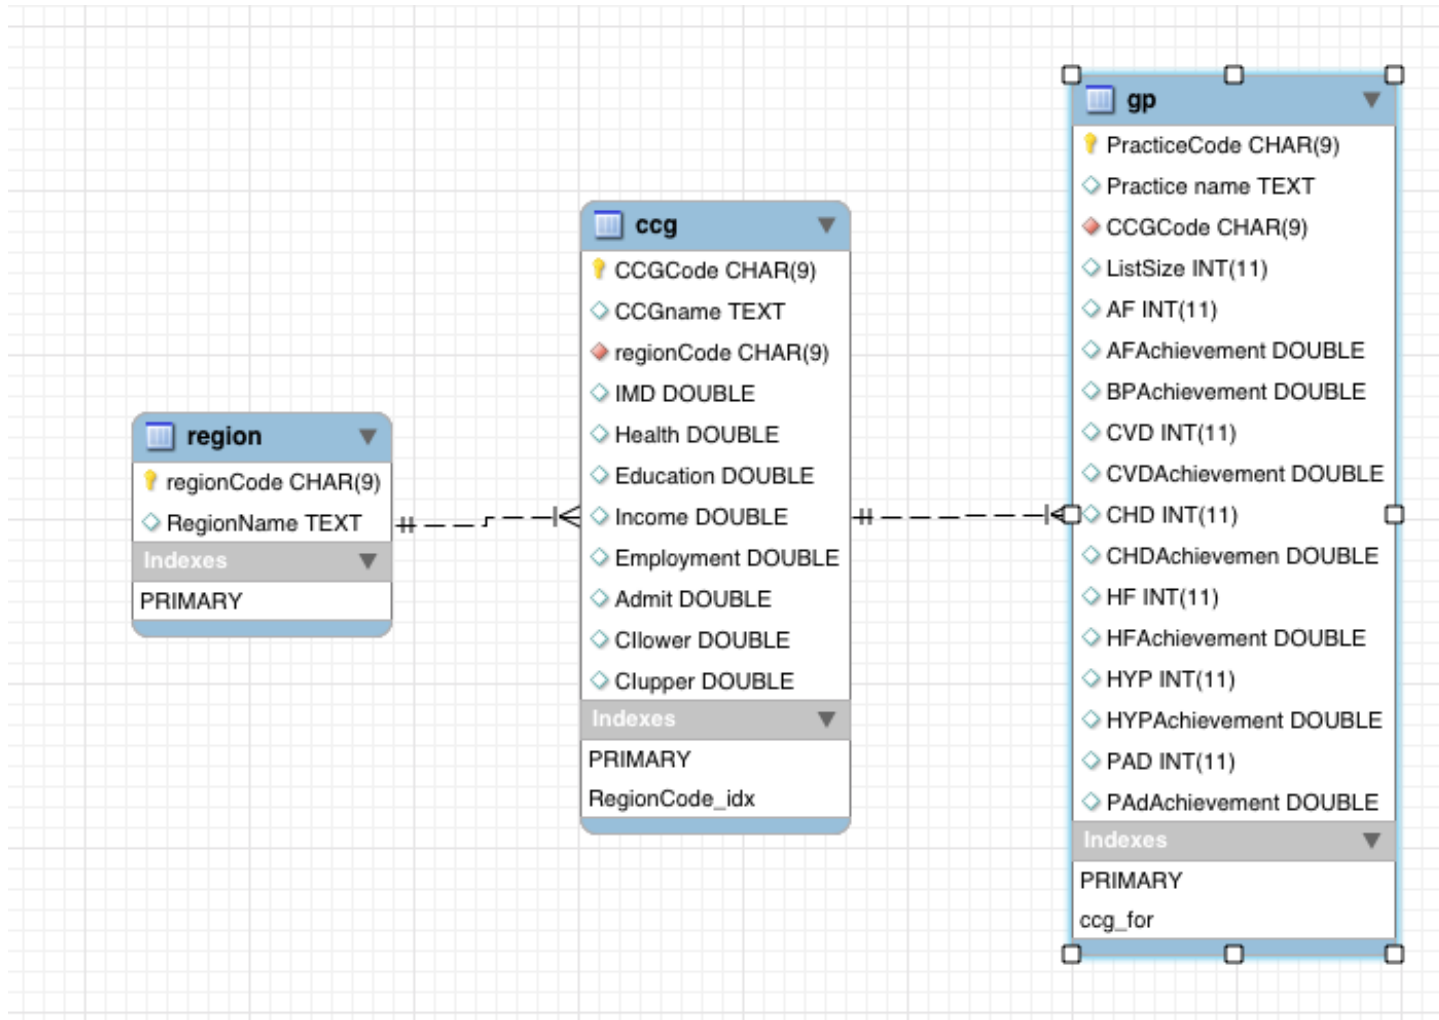 region
regionCode CHAR(9)
RegionName TEXT
Indexes
PRIMARY
ccg
CCGCode CHAR(9)
CCGname TEXT
regionCode CHAR(9)
IMD DOUBLE
Health DOUBLE
Education DOUBLE
Income DOUBLE
Employment DOUBLE
Admit DOUBLE
CIlower DOUBLE
CIupper DOUBLE
Indexes
PRIMARY
RegionCode_idx
gp
PracticeCode CHAR(9)
Practice name TEXT
CCGCode CHAR(9)
ListSize INT(11)
AF INT(11)
AFAchievement DOUBLE
BPAchievement DOUBLE
CVD INT(11)
CVDAchievement DOUBLE
CHD INT(11)
CHDAchievemen DOUBLE
HF INT(11)
HFAchievement DOUBLE
HYP INT(11)
HYPAchievement DOUBLE
PAD INT(11)
PAdAchievement DOUBLE
Indexes
PRIMARY
ccg_for